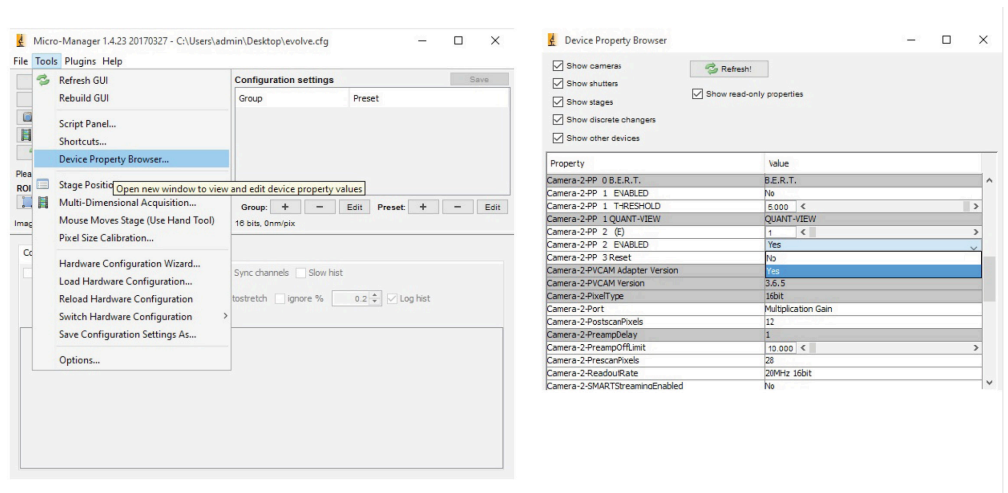 Micro-Manager 1.4.23 20170327 - C:\Users\admin\Desktop\evolve.cfg
File Tools Plugins Help
Refresh GUI
Rebuild GUI
Script Panel...
Shortcuts...
Device Property Browser...
Open new window to view and edit device property values
Multi-Dimensional Acquisition...
Mouse Moves Stage (Use Hand Tool)
Pixel Size Calibration...
Hardware Configuration Wizard...
Load Hardware Configuration...
Reload Hardware Configuration
Switch Hardware Configuration
Save Configuration Settings As...
Options...
ROI
Configuration settings Save
Group Preset
Group: + - Edit Preset: + - Edit
16 bits, 0nm/pix
Sync channels Slow hist
ignore % 0.2 Log hist
Device Property Browser
Show cameras
Show shutters
Show stages
Show discrete changers
Show other devices
Refresh!
Show read-only properties
Property Value
Camera-2-PP 0 B.E.R.T. B.E.R.T.
Camera-2-PP 1 ENABLED No
Camera-2-PP 1 THRESHOLD 5.000
Camera-2-PP 1 QUANT-VIEW QUANT-VIEW
Camera-2-PP 2 (E) 1
Camera-2-PP 2 ENABLED Yes
Camera-2-PP 3 Reset No
Camera-2-PVCAM Adapter Version Yes
Camera-2-PVCAM Version 3.6.5
Camera-2-PixelType 16bit
Camera-2-Port Multiplication Gain
Camera-2-PostscanPixels 12
Camera-2-PreampDelay 1
Camera-2-PreampOffLimit 10.000
Camera-2-PrescanPixels 28
Camera-2-ReadoutRate 20MHz 16bit
Camera-2-SMARTStreamingEnabled No